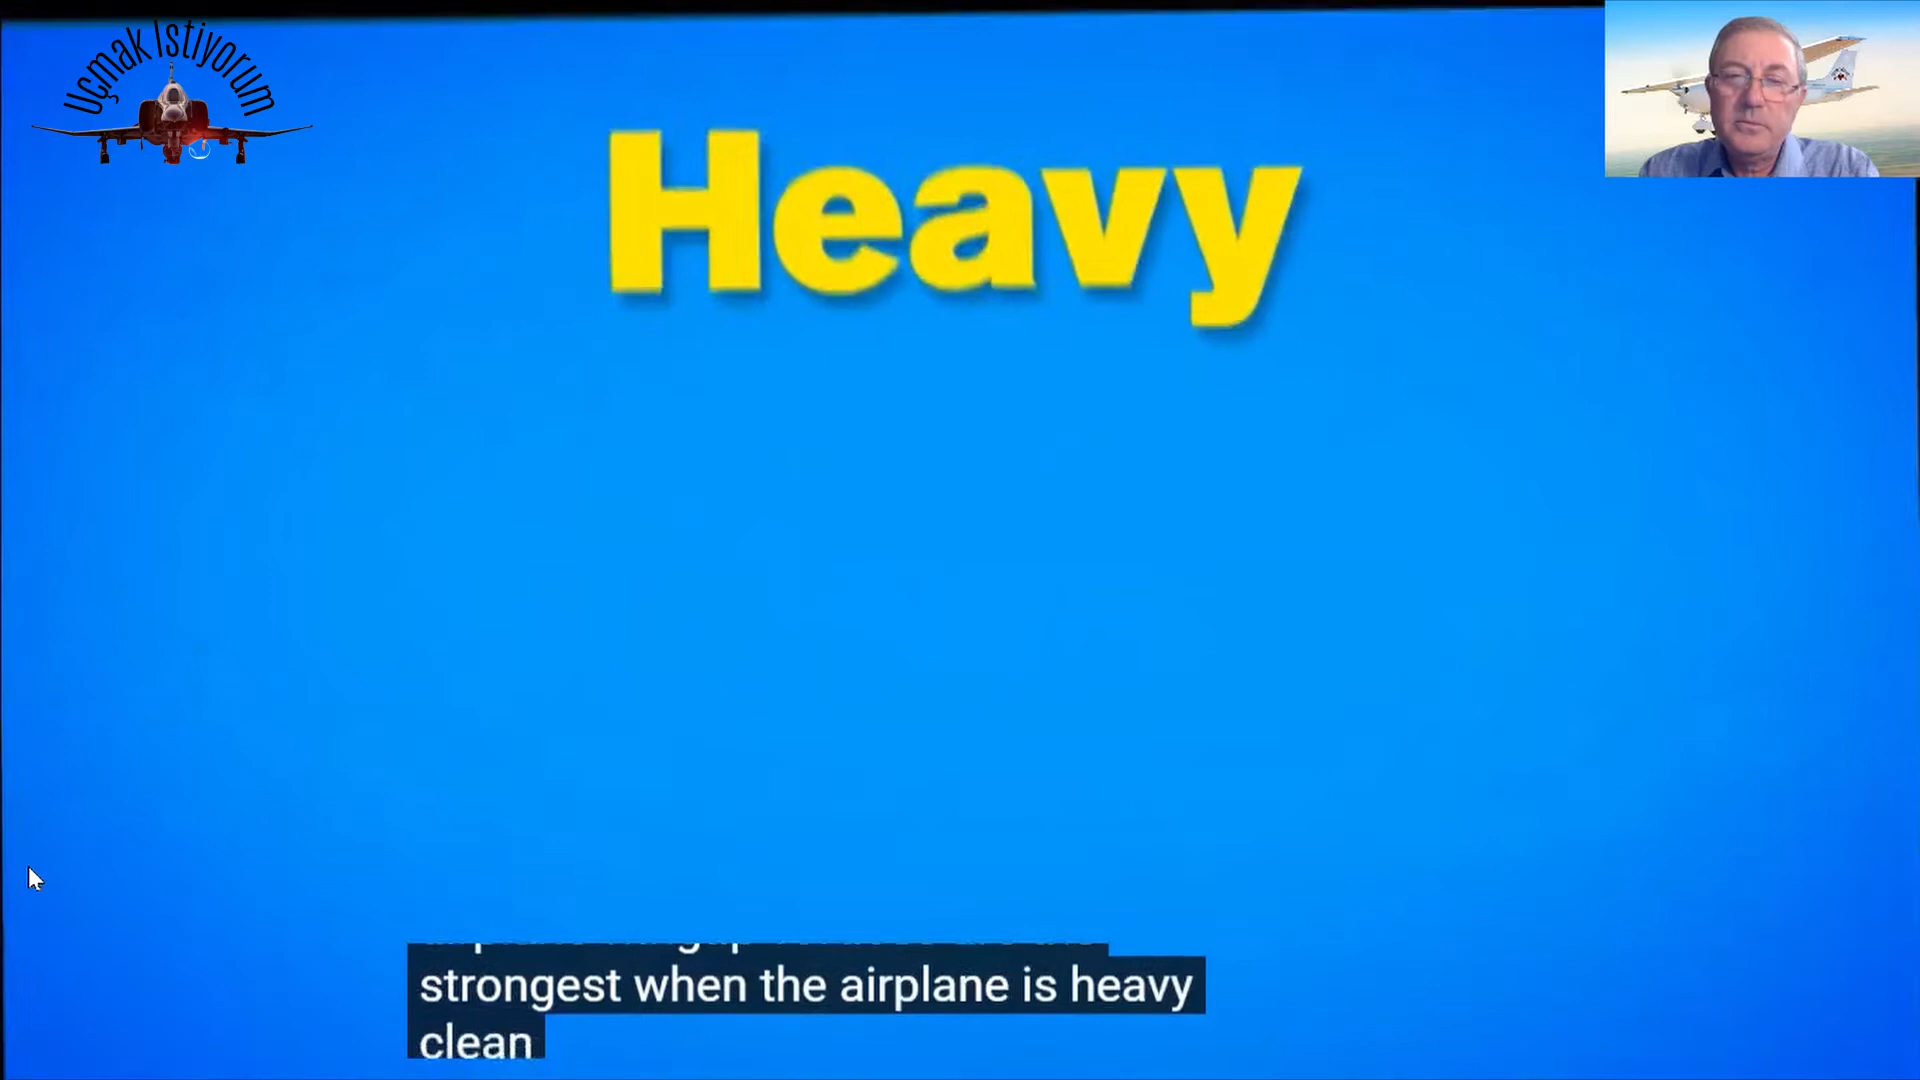 Uçmak İstiyorum
Heavy
strongest when the airplane is heavy
clean